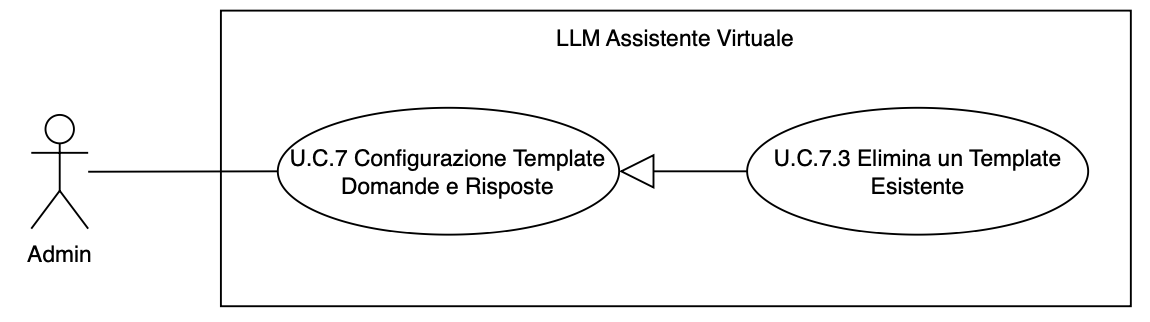 LLM Assistente Virtuale
U.C.7 Configurazione Template
Domande e Risposte
U.C.7.3 Elimina un Template
Esistente
Admin